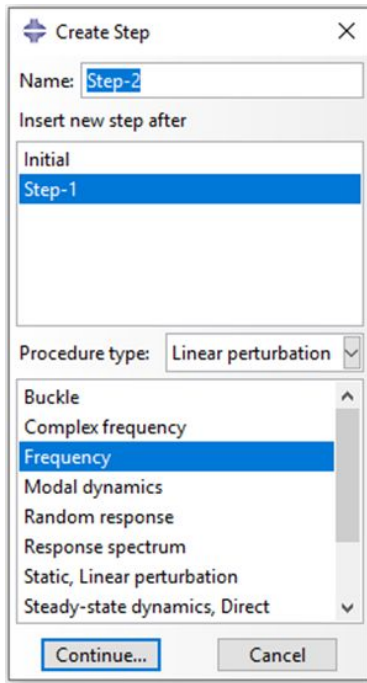 Create Step
Name: Step-2
Insert new step after
Initial
Step-1
Procedure type: Linear perturbation
Buckle
Complex frequency
Frequency
Modal dynamics
Random response
Response spectrum
Static, Linear perturbation
Steady-state dynamics, Direct
Continue... Cancel